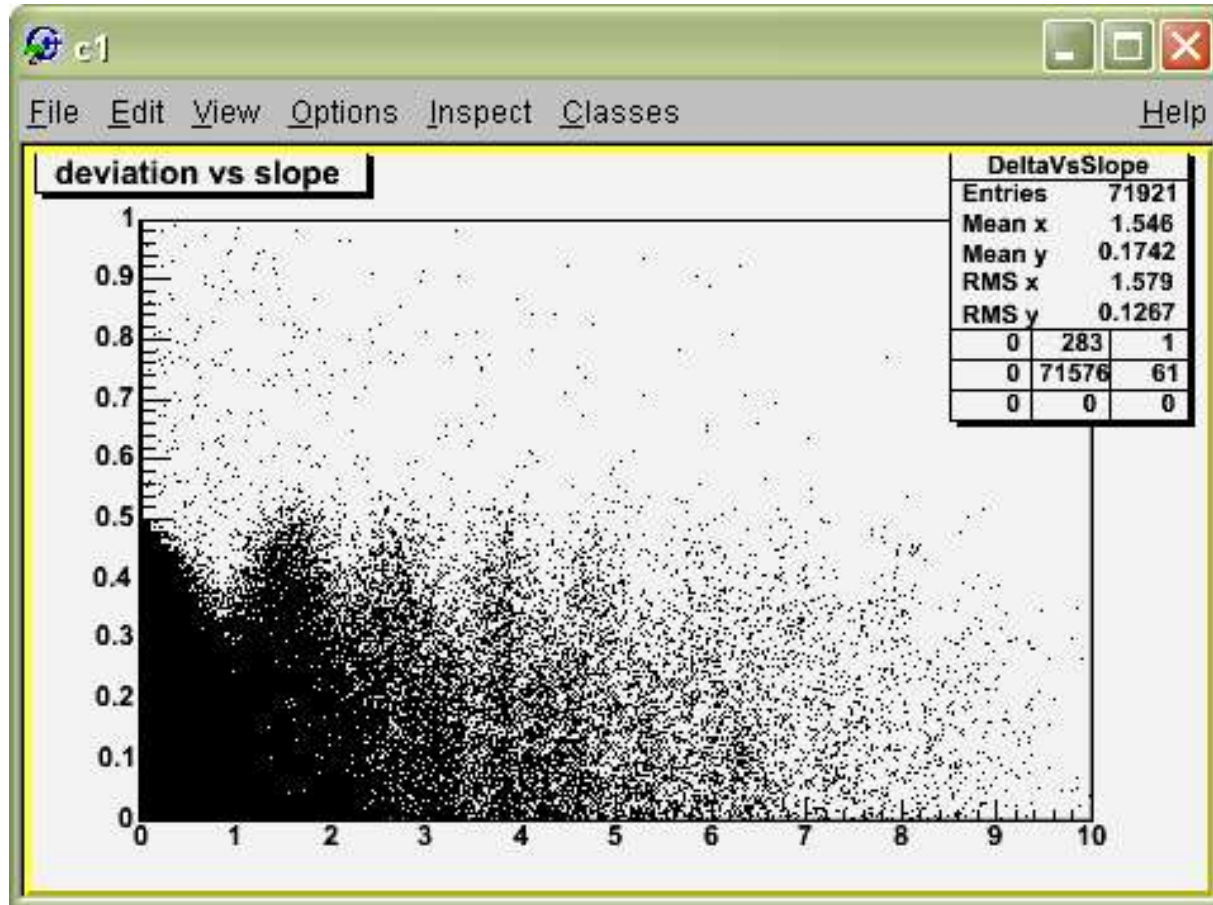 c1
File Edit View Options Inspect Classes Help
deviation vs slope
DeltaVsSlope
Entries 71921
Mean x 1.546
Mean y 0.1742
RMS x 1.579
RMS y 0.1267
0 283 1
0 71576 61
0 0 0
1
0.9
0.8
0.7
0.6
0.5
0.4
0.3
0.2
0.1
0
0 1 2 3 4 5 6 7 8 9 10